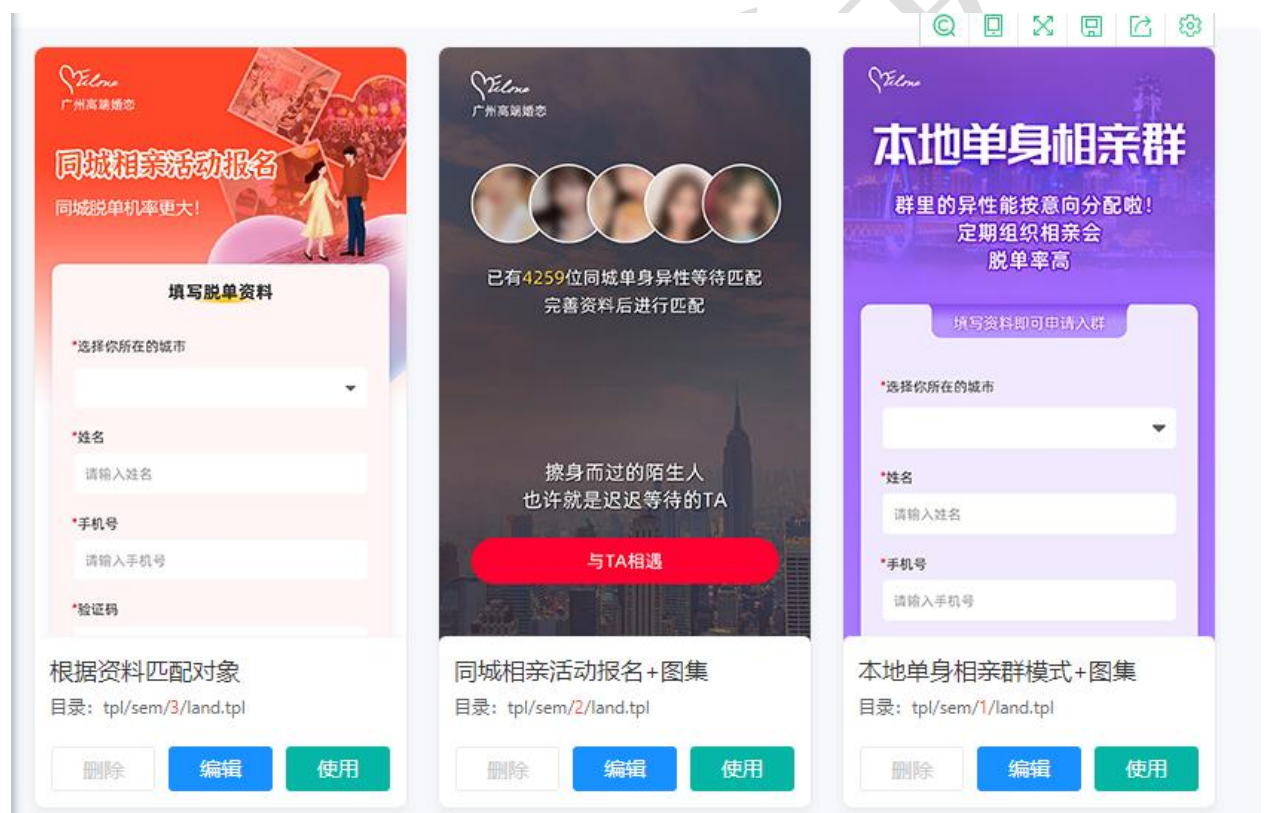 Velove
广州高端婚恋
同城相亲活动报名
同城脱单机率更大!
填写脱单资料
*选择你所在的城市
*姓名
请输入姓名
*手机号
请输入手机号
*验证码
根据资料匹配对象
目录：tpl/sem/3/land.tpl
删除
编辑
使用
广州高端婚恋
已有4259位同城单身异性等待匹配
完善资料后进行匹配
擦身而过的陌生人
也许就是迟迟等待的TA
与TA相遇
同城相亲活动报名+图集
目录：tpl/sem/2/land.tpl
删除
编辑
使用
本地单身相亲群
群里的异性能按意向分配啦!
定期组织相亲会
脱单率高
填写资料即可申请入群
*选择你所在的城市
*姓名
请输入姓名
*手机号
请输入手机号
本地单身相亲群模式+图集
目录：tpl/sem/1/land.tpl
删除
编辑
使用